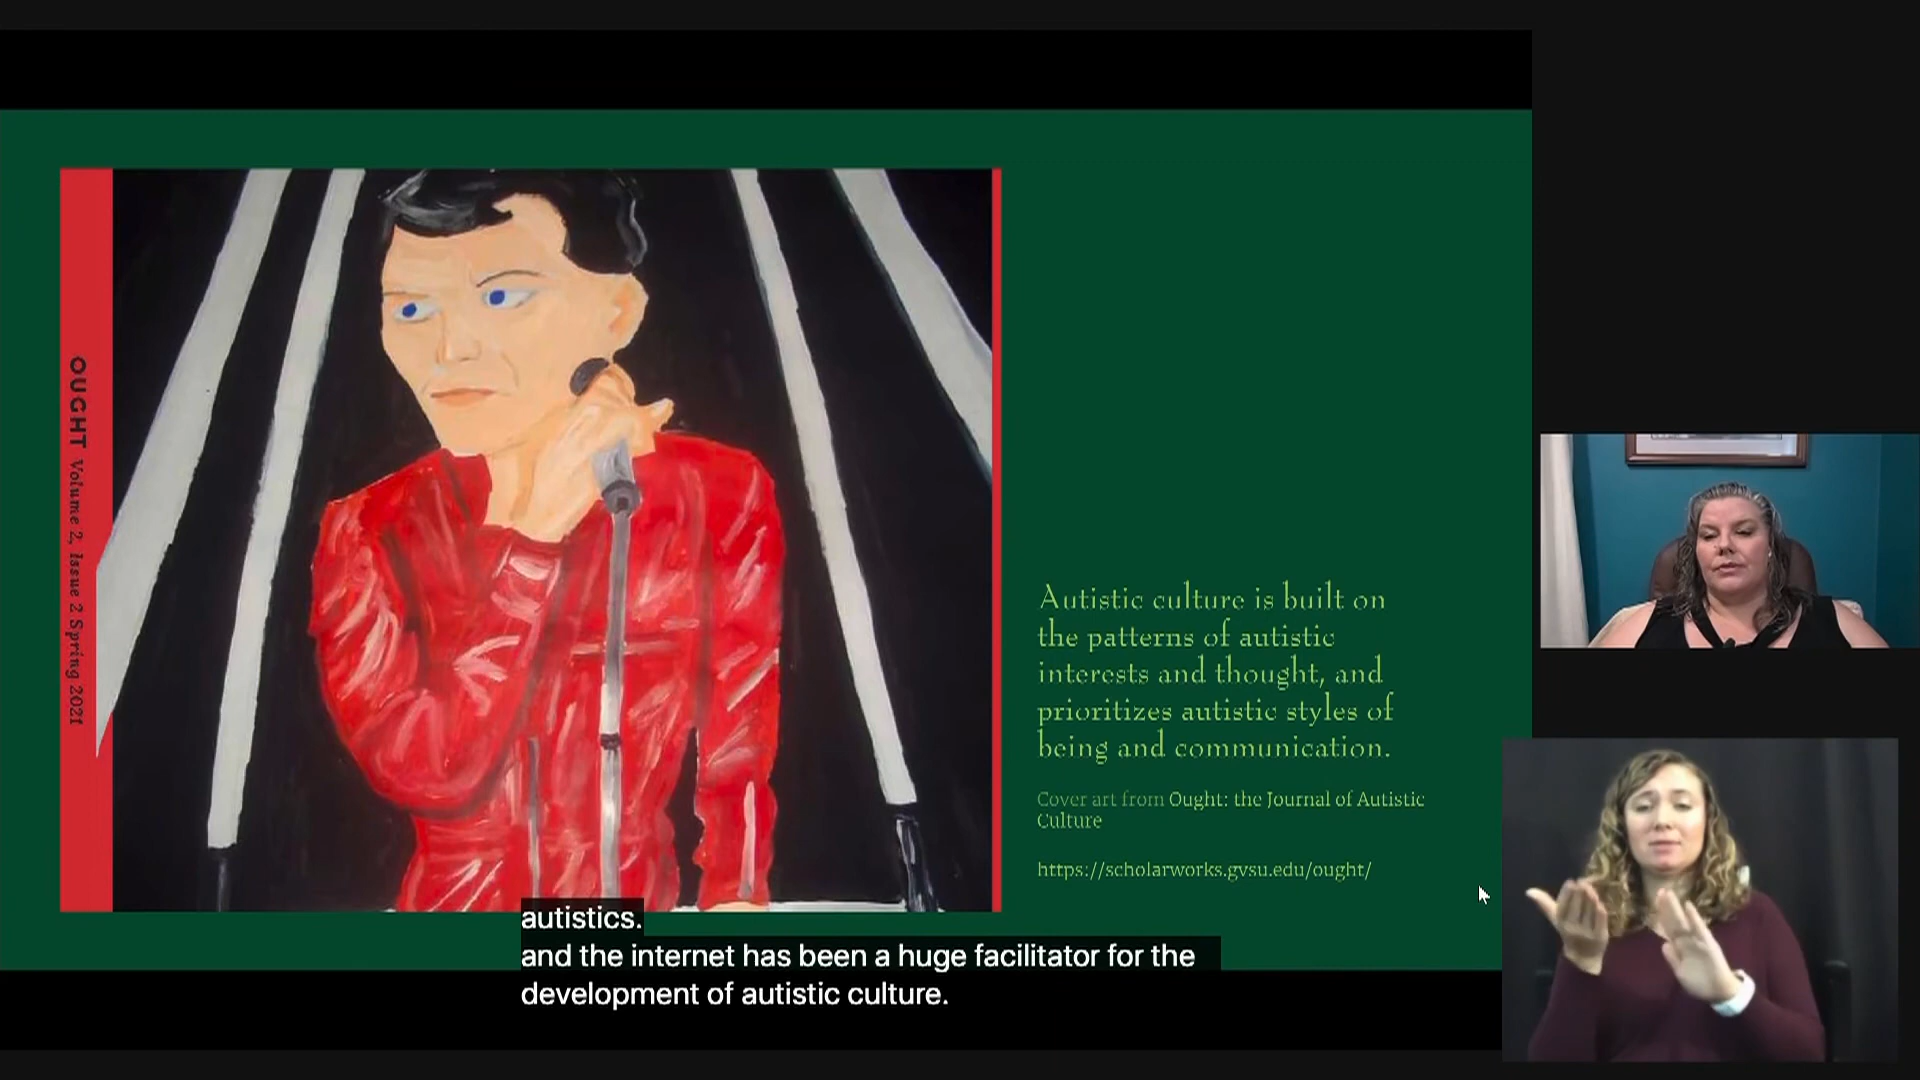 OUGHT Volume 2, Issue 2 Spring 2021
Autistic culture is built on
the patterns of autistic
interests and thought, and
prioritizes autistic styles of
being and communication.
Cover art from Ought: the Journal of Autistic
Culture
https://scholarworks.gvsu.edu/ought/
autistics.
and the internet has been a huge facilitator for the
development of autistic culture.